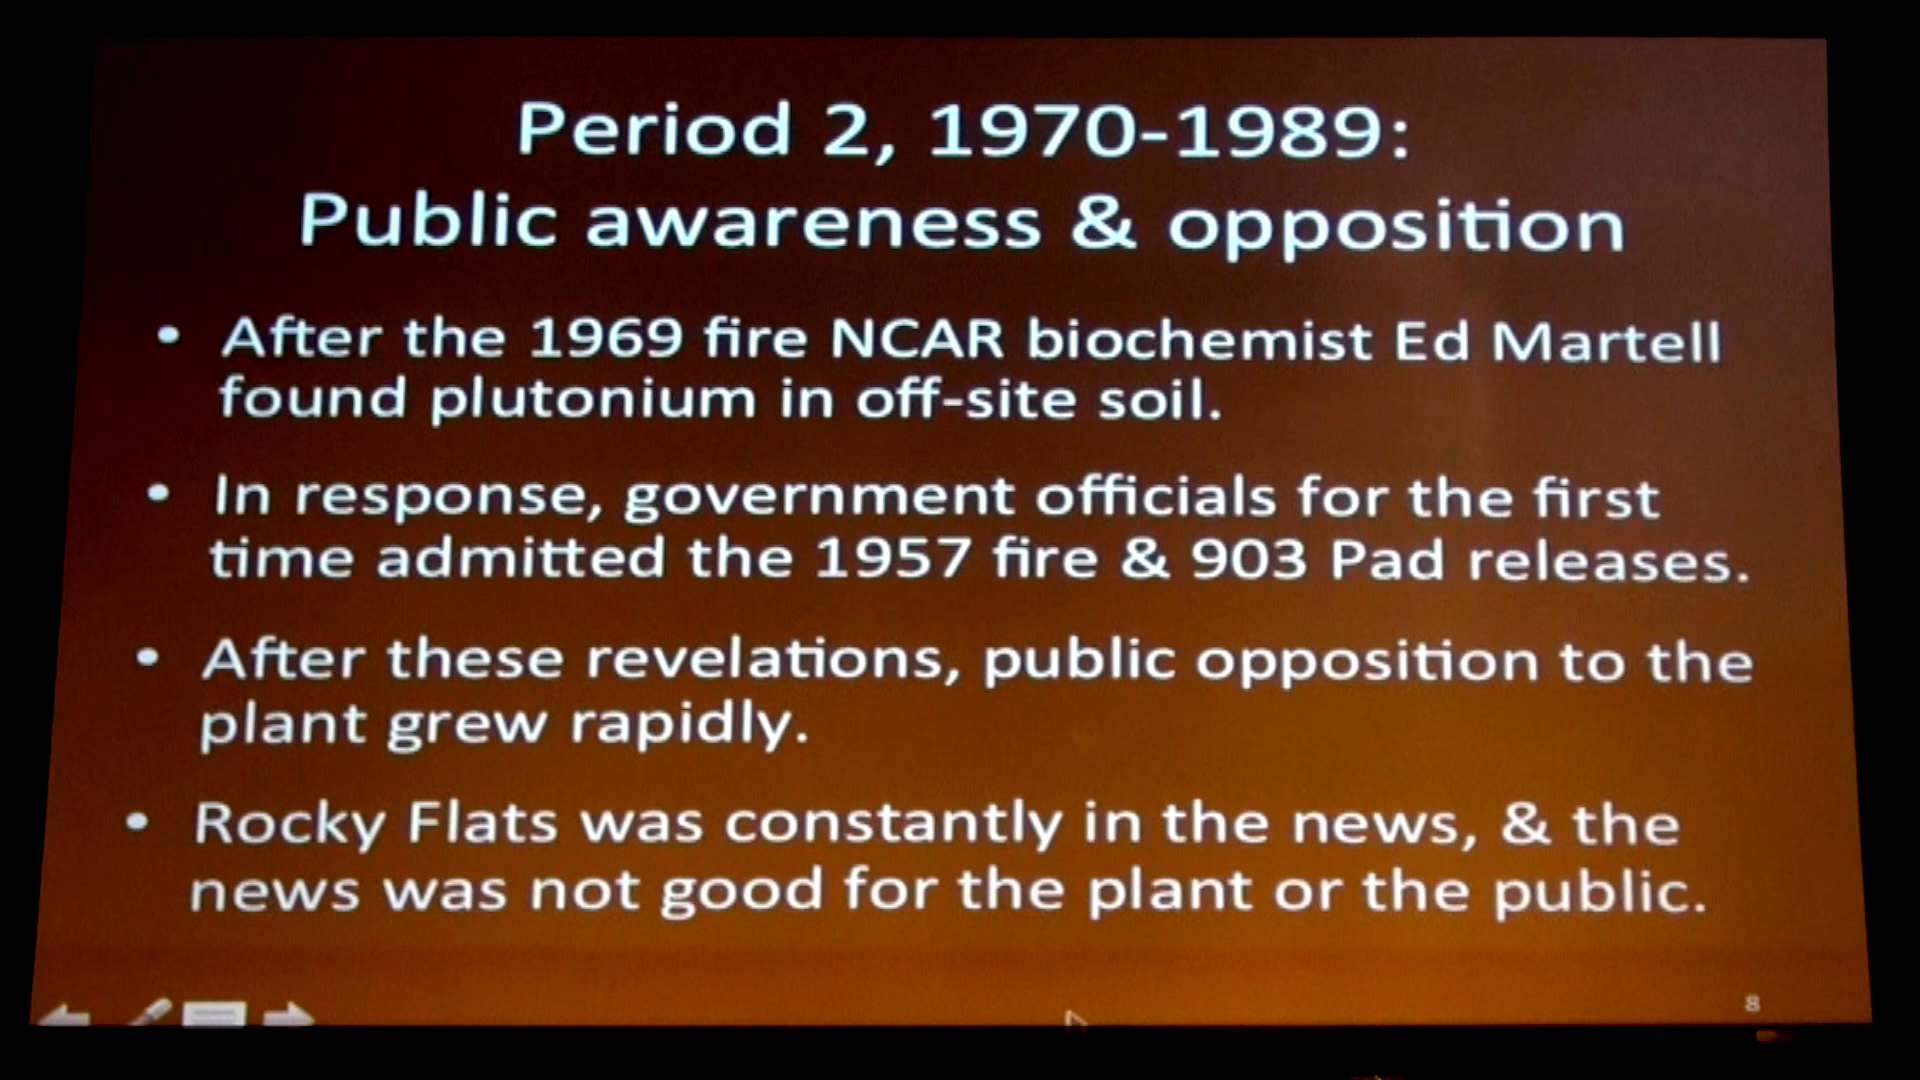 Period 2, 1970-1989:
Public awareness & opposition
• After the 1969 fire NCAR biochemist Ed Martell
found plutonium in off-site soil.
• In response, government officials for the first
time admitted the 1957 fire & 903 Pad releases.
• After these revelations, public opposition to the
plant grew rapidly.
• Rocky Flats was constantly in the news, & the
news was not good for the plant or the public.
8